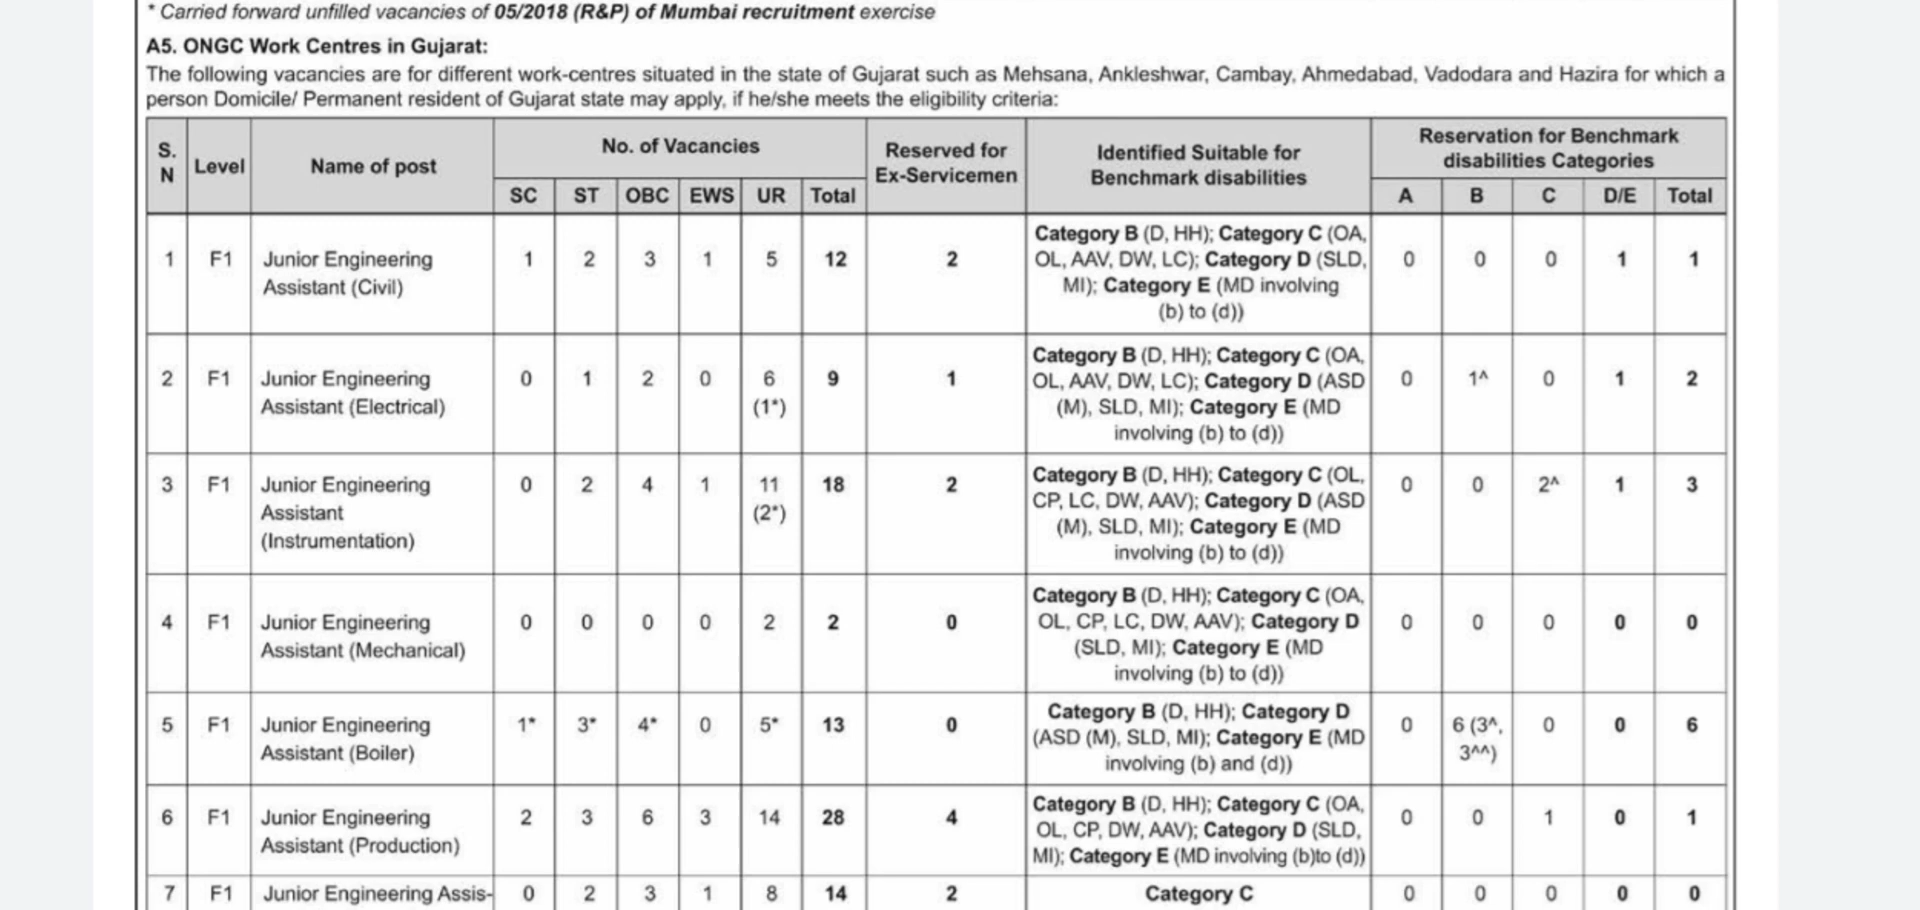 * Carried forward unfilled vacancies of 05/2018 (R&P) of Mumbai recruitment exercise
A5. ONGC Work Centres in Gujarat:
The following vacancies are for different work-centres situated in the state of Gujarat such as Mehsana, Ankleshwar, Cambay, Ahmedabad, Vadodara and Hazira for which a
person Domicile/ Permanent resident of Gujarat state may apply, if he/she meets the eligibility criteria:
S. N Level Name of post No. of Vacancies Reserved for Ex-Servicemen Identified Suitable for Benchmark disabilities Reservation for Benchmark disabilities Categories
SC ST OBC EWS UR Total A B C D/E Total
1 F1 Junior Engineering Assistant (Civil) 1 2 3 1 5 12 2 Category B (D, HH); Category C (OA, OL, AAV, DW, LC); Category D (SLD, MI); Category E (MD involving (b) to (d)) 0 0 0 1 1
2 F1 Junior Engineering Assistant (Electrical) 0 1 2 0 6 (1*) 9 1 Category B (D, HH); Category C (OA, OL, AAV, DW, LC); Category D (ASD (M), SLD, MI); Category E (MD involving (b) to (d)) 0 1^ 0 1 2
3 F1 Junior Engineering Assistant (Instrumentation) 0 2 4 1 11 (2*) 18 2 Category B (D, HH); Category C (OL, CP, LC, DW, AAV); Category D (ASD (M), SLD, MI); Category E (MD involving (b) to (d)) 0 0 2^ 1 3
4 F1 Junior Engineering Assistant (Mechanical) 0 0 0 0 2 2 0 Category B (D, HH); Category C (OA, OL, CP, LC, DW, AAV); Category D (SLD, MI); Category E (MD involving (b) to (d)) 0 0 0 0 0
5 F1 Junior Engineering Assistant (Boiler) 1* 3* 4* 0 5* 13 0 Category B (D, HH); Category D (ASD (M), SLD, MI); Category E (MD involving (b) and (d)) 0 6 (3^, 3^^) 0 0 6
6 F1 Junior Engineering Assistant (Production) 2 3 6 3 14 28 4 Category B (D, HH); Category C (OA, OL, CP, DW, AAV); Category D (SLD, MI); Category E (MD involving (b)to (d)) 0 0 1 0 1
7 F1 Junior Engineering Assis- 0 2 3 1 8 14 2 Category C 0 0 0 0 0